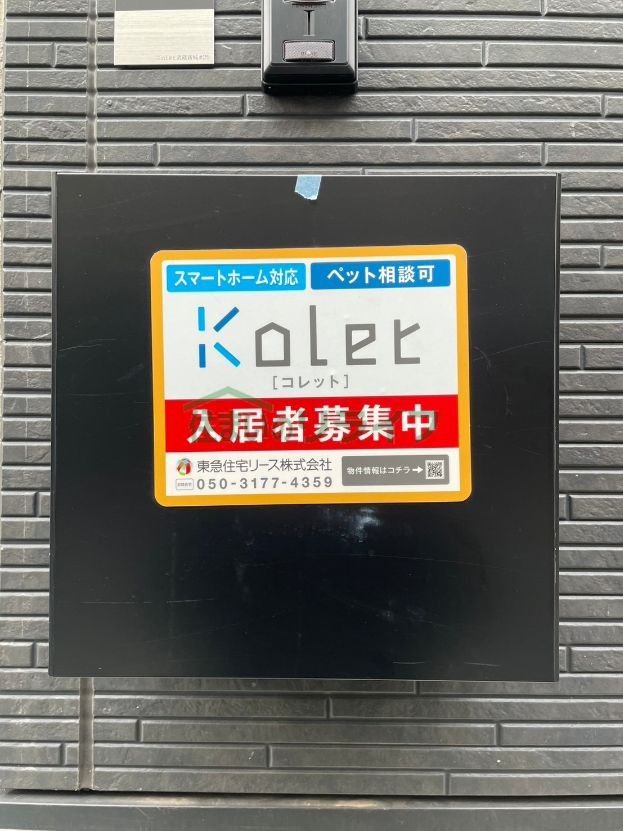 スマートホーム対応 ペット相談可
Kolet
[コレット]
入居者募集中
東急住宅リース株式会社
050-3177-4359
物件情報はコチラ→